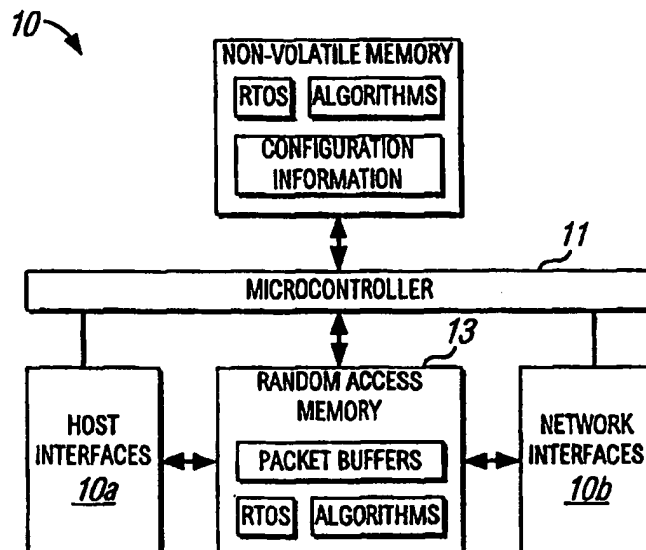 10
NON-VOLATILE MEMORY
RTOS
ALGORITHMS
CONFIGURATION
INFORMATION
11
MICROCONTROLLER
13
HOST
INTERFACES
10a
RANDOM ACCESS
MEMORY
PACKET BUFFERS
RTOS
ALGORITHMS
NETWORK
INTERFACES
10b